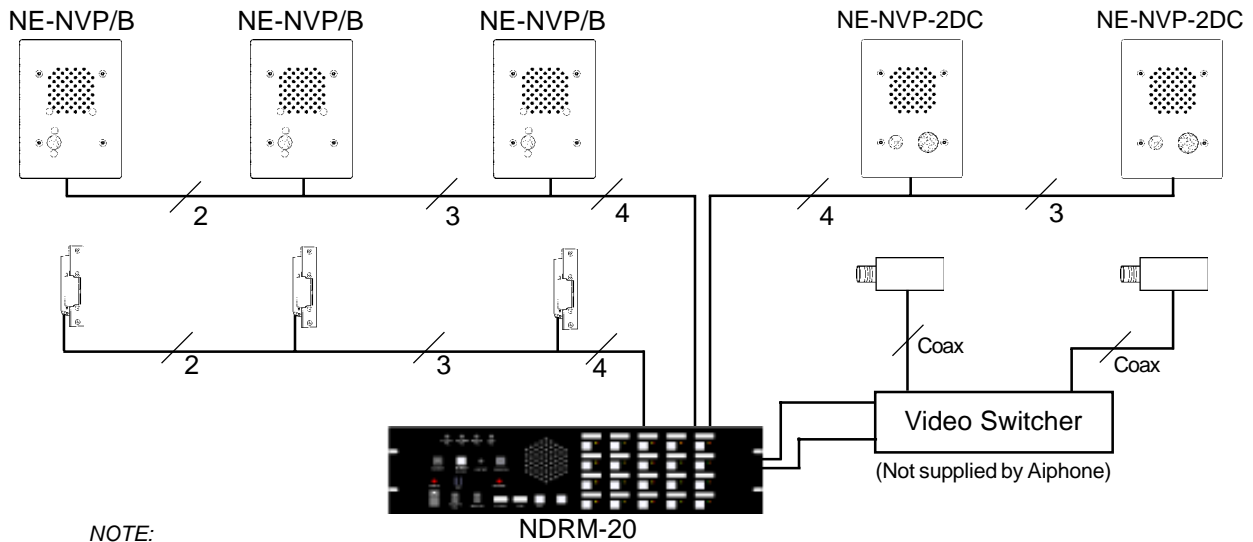 NE-NVP/B NE-NVP/B NE-NVP/B NE-NVP-2DC NE-NVP-2DC
2 3 4 4 3
2 3 4
Coax Coax
Video Switcher
(Not supplied by Aiphone)
NDRM-20
NOTE: